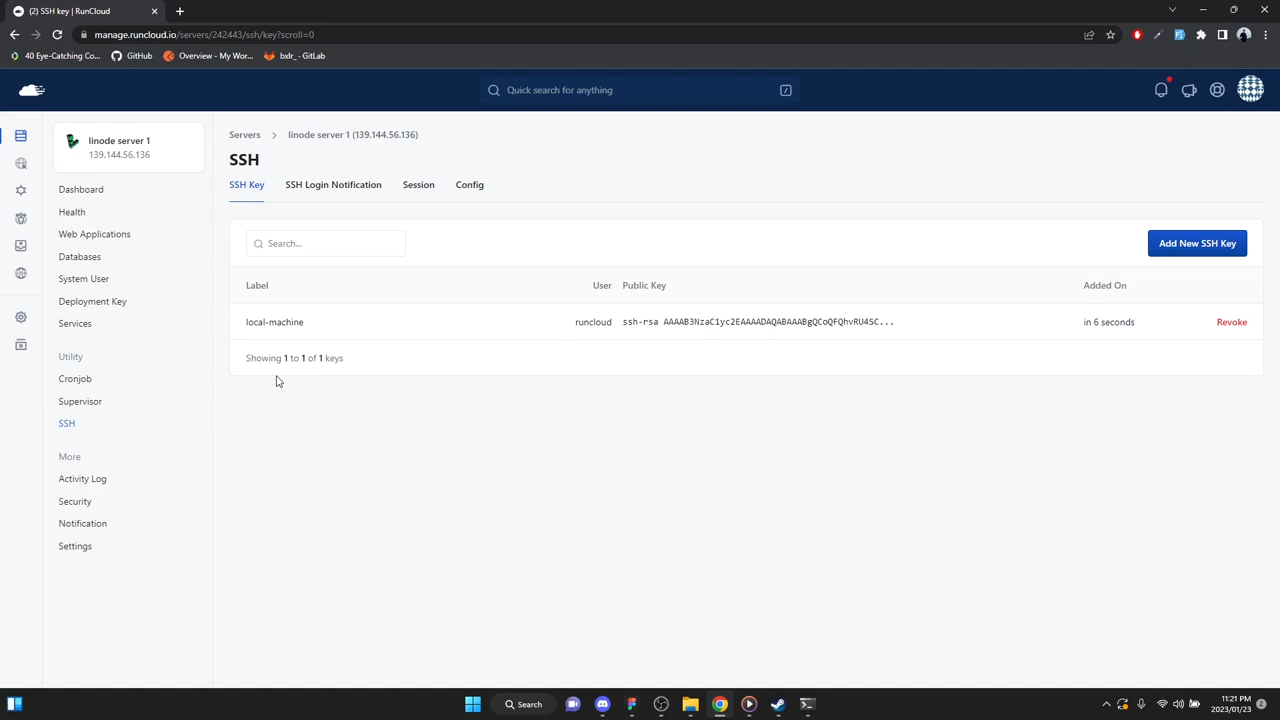 (2) SSH Key | RunCloud
manage.runcloud.io/servers/242443/ssh/key?scroll=0
40 Eye-Catching Co...
GitHub
Overview - My Wor...
bxlr_ · GitLab
Quick search for anything
/
linode server 1
139.144.56.136
Dashboard
Health
Web Applications
Databases
System User
Deployment Key
Services
Utility
Cronjob
Supervisor
SSH
More
Activity Log
Security
Notification
Settings
Servers > linode server 1 (139.144.56.136)
SSH
SSH Key SSH Login Notification Session Config
Search...
Add New SSH Key
Label User Public Key Added On
local-machine runcloud ssh-rsa AAAAB3NzaC1yc2EAAAADAQABAAABgQCoQFQhvRU4SC... in 6 seconds Revoke
Showing 1 to 1 of 1 keys
Search
11:21 PM
2023/01/23
2